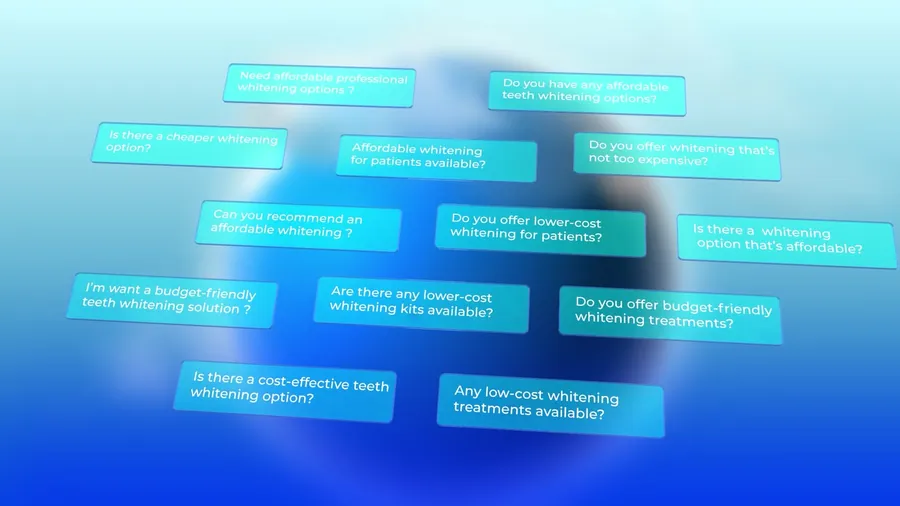 Need affordable professional
whitening options ?
Do you have any affordable
teeth whitening options?
Is there a cheaper whitening
option?
Affordable whitening
for patients available?
Do you offer whitening that's
not too expensive?
Can you recommend an
affordable whitening ?
Do you offer lower-cost
whitening for patients?
Is there a whitening
option that's affordable?
I'm want a budget-friendly
teeth whitening solution ?
Are there any lower-cost
whitening kits available?
Do you offer budget-friendly
whitening treatments?
Is there a cost-effective teeth
whitening option?
Any low-cost whitening
treatments available?